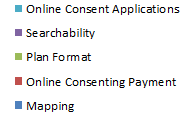 Online Consent Applications
Searchability
Plan Format
Online Consenting Payment
Mapping